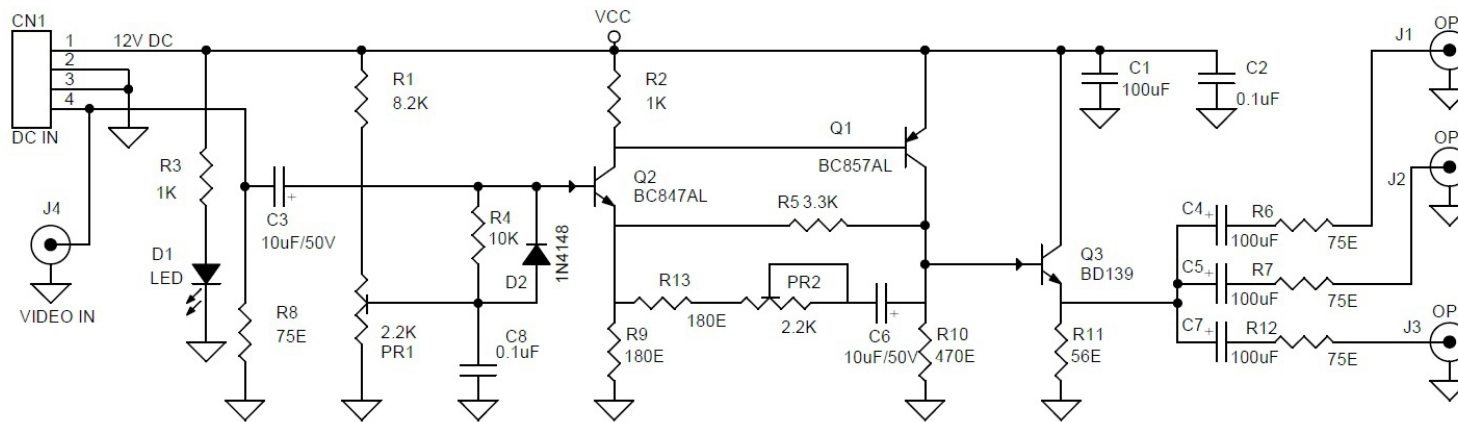 CN1
1
12V DC
2
3
4
DC IN
VCC
R1
8.2K
R2
1K
C1
100uF
C2
0.1uF
J1
OP
Q1
BC857AL
R3
1K
Q2
BC847AL
OP
J2
J4
C3
+
10uF/50V
R4
10K
D2
1N4148
R5 3.3K
C4
+
R6
100uF
75E
D1
LED
Q3
BD139
C5
+
R7
100uF
75E
VIDEO IN
R8
75E
2.2K
PR1
C8
0.1uF
R13
180E
PR2
2.2K
C6
+
10uF/50V
R9
180E
R10
470E
R11
56E
C7
+
R12
100uF
75E
J3
OP